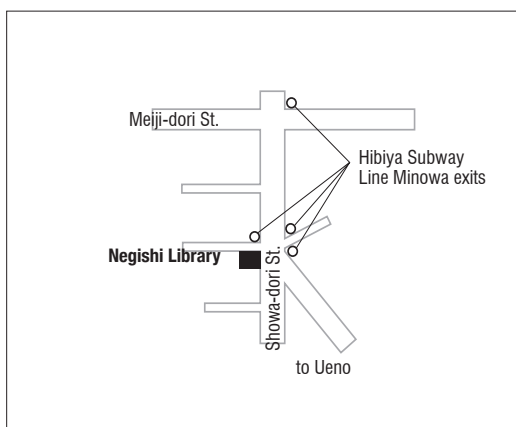 Meiji-dori St.
Hibiya Subway
Line Minowa exits
Negishi Library
Showa-dori St.
to Ueno